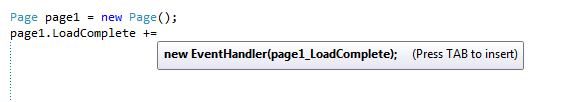 Page page1 = new Page();
page1.LoadComplete +=
new EventHandler(page1_LoadComplete); (Press TAB to insert)